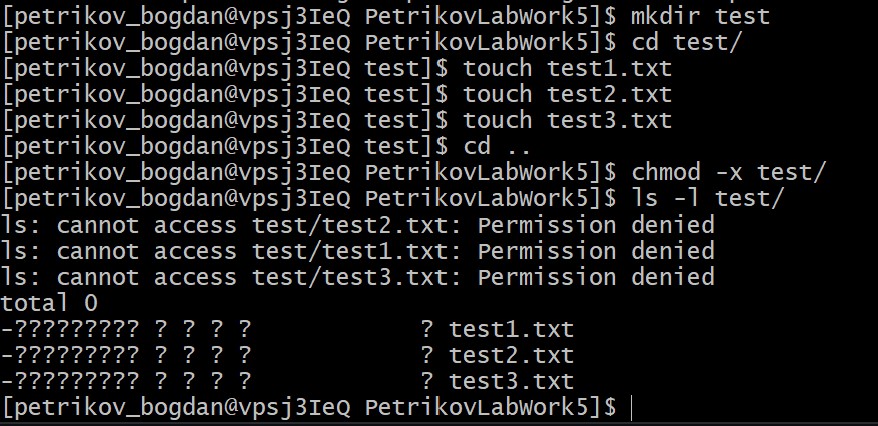 [petrikov_bogdan@vpsj3IeQ PetrikovLabWork5]$ mkdir test
[petrikov_bogdan@vpsj3IeQ PetrikovLabWork5]$ cd test/
[petrikov_bogdan@vpsj3IeQ test]$ touch test1.txt
[petrikov_bogdan@vpsj3IeQ test]$ touch test2.txt
[petrikov_bogdan@vpsj3IeQ test]$ touch test3.txt
[petrikov_bogdan@vpsj3IeQ test]$ cd ..
[petrikov_bogdan@vpsj3IeQ PetrikovLabWork5]$ chmod -x test/
[petrikov_bogdan@vpsj3IeQ PetrikovLabWork5]$ ls -l test/
ls: cannot access test/test2.txt: Permission denied
ls: cannot access test/test1.txt: Permission denied
ls: cannot access test/test3.txt: Permission denied
total 0
-????????? ? ? ? ?            ? test1.txt
-????????? ? ? ? ?            ? test2.txt
-????????? ? ? ? ?            ? test3.txt
[petrikov_bogdan@vpsj3IeQ PetrikovLabWork5]$